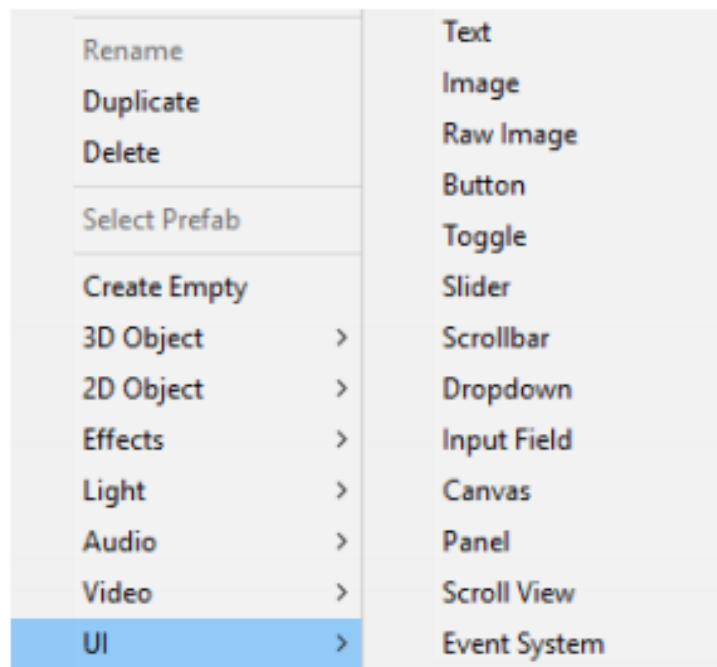 Rename
Duplicate
Delete
Select Prefab
Create Empty
3D Object
2D Object
Effects
Light
Audio
Video
UI
Text
Image
Raw Image
Button
Toggle
Slider
Scrollbar
Dropdown
Input Field
Canvas
Panel
Scroll View
Event System